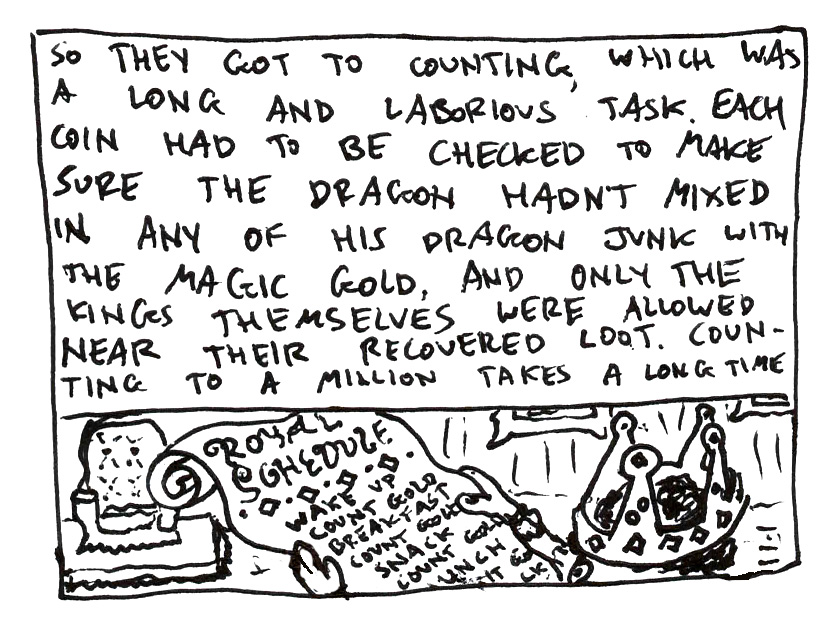 SO THEY GOT TO COUNTING, WHICH WAS
A LONG AND LABORIOUS TASK. EACH
COIN HAD TO BE CHECKED TO MAKE
SURE THE DRAGON HADN'T MIXED
IN ANY OF HIS DRAGON JUNK WITH
THE MAGIC GOLD, AND ONLY THE
KINGS THEMSELVES WERE ALLOWED
NEAR THEIR RECOVERED LOOT. COUN-
TING TO A MILLION TAKES A LONG TIME
ROYAL
SCHEDULE
WAKE UP
COUNT GOLD
BREAKFAST
COUNT GOLD
SNACK
COUNT GOLD